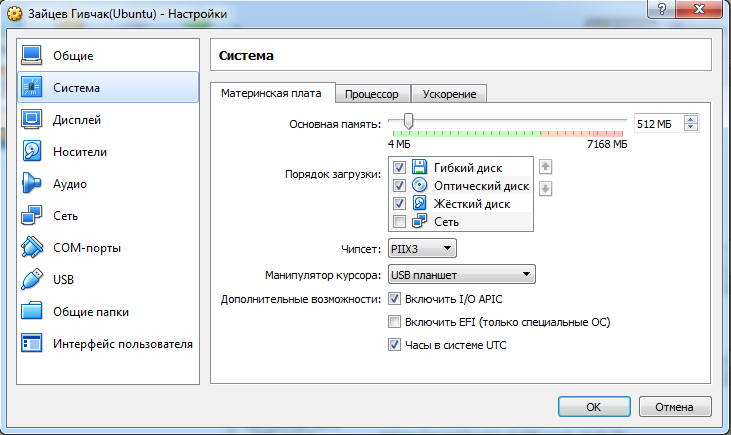 Зайцев Гивчак(Ubuntu) - Настройки
Общие
Система
Дисплей
Носители
Аудио
Сеть
COM-порты
USB
Общие папки
Интерфейс пользователя
Система
Материнская плата Процессор Ускорение
Основная память: 512 МБ
4 МБ 7168 МБ
Порядок загрузки: Гибкий диск
Оптический диск
Жёсткий диск
Сеть
Чипсет: PIIX3
Манипулятор курсора: USB планшет
Дополнительные возможности: Включить I/O APIC
Включить EFI (только специальные ОС)
Часы в системе UTC
OK Отмена